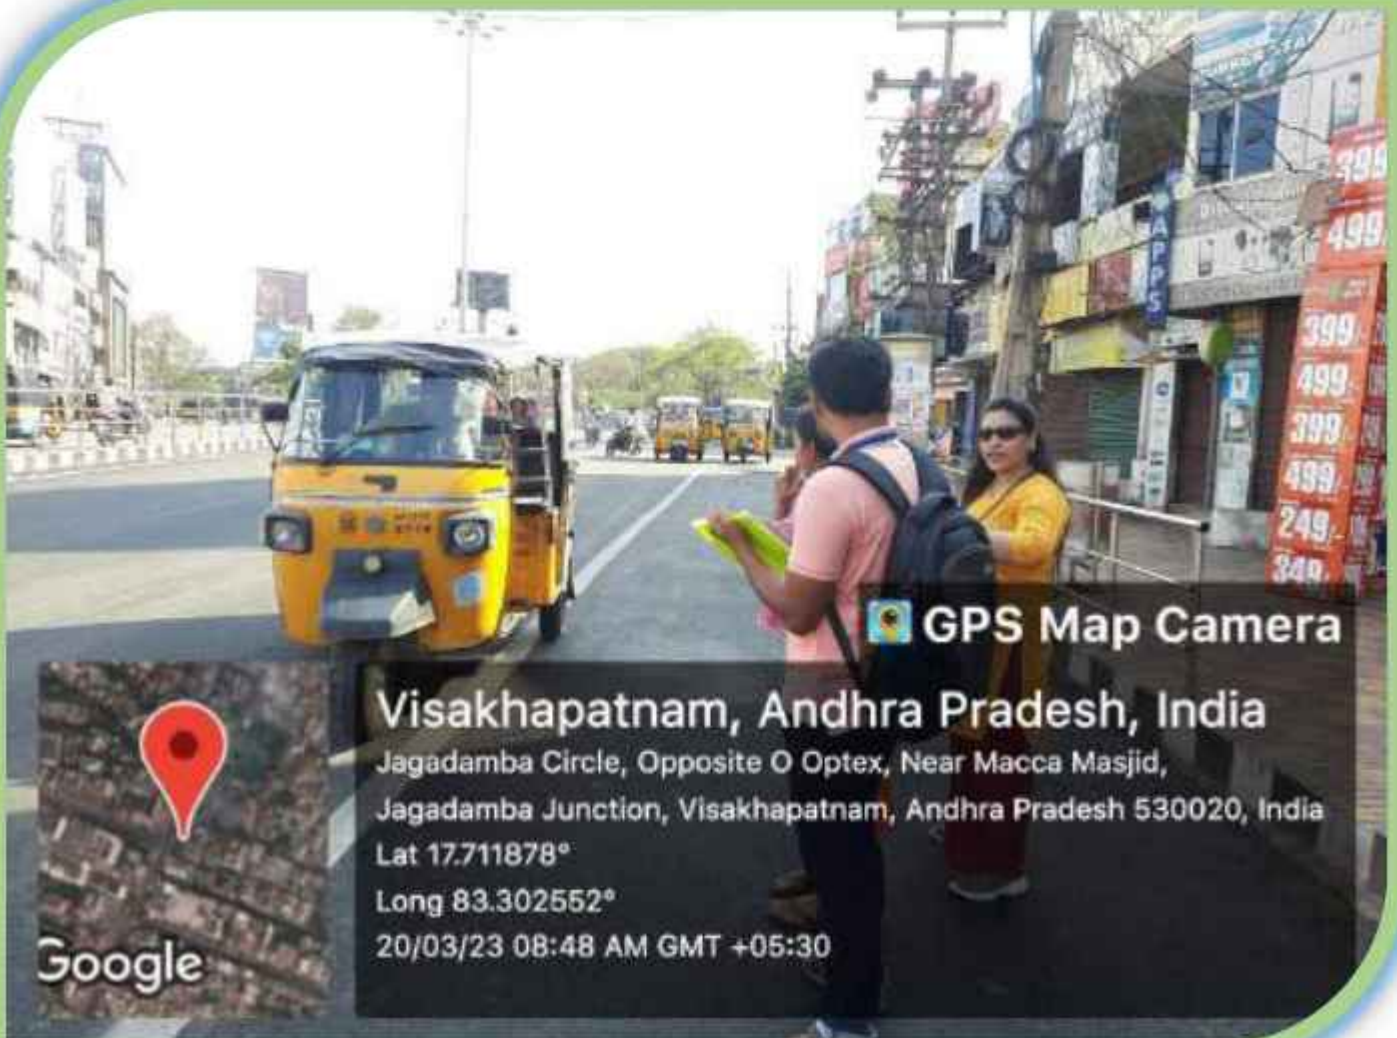 399
499
399
499
399
499
249/-
349/-
APPS
GPS Map Camera
Visakhapatnam, Andhra Pradesh, India
Jagadamba Circle, Opposite O Optex, Near Macca Masjid,
Jagadamba Junction, Visakhapatnam, Andhra Pradesh 530020, India
Lat 17.711878°
Long 83.302552°
20/03/23 08:48 AM GMT +05:30
Google